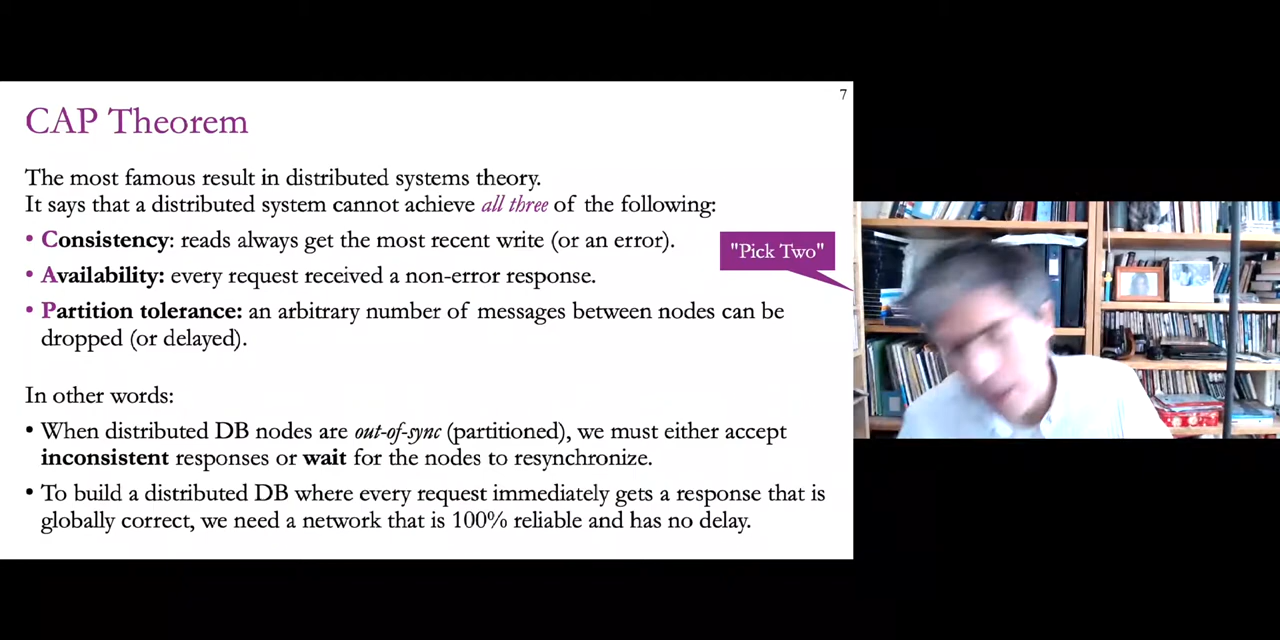 7
CAP Theorem
The most famous result in distributed systems theory.
It says that a distributed system cannot achieve all three of the following:
• Consistency: reads always get the most recent write (or an error).
"Pick Two"
• Availability: every request received a non-error response.
• Partition tolerance: an arbitrary number of messages between nodes can be
dropped (or delayed).
In other words:
• When distributed DB nodes are out-of-sync (partitioned), we must either accept
inconsistent responses or wait for the nodes to resynchronize.
• To build a distributed DB where every request immediately gets a response that is
globally correct, we need a network that is 100% reliable and has no delay.